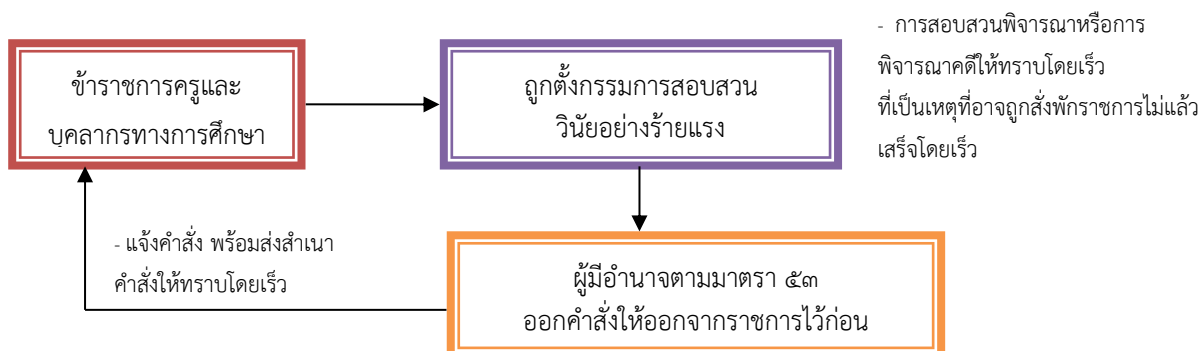 ข้าราชการครูและ
บุคลากรทางการศึกษา
ถูกตั้งกรรมการสอบสวน
วินัยอย่างร้ายแรง
- การสอบสวนพิจารณาหรือการ
พิจารณาคดีให้ทราบโดยเร็ว
ที่เป็นเหตุที่อาจถูกสั่งพักราชการไม่แล้ว
เสร็จโดยเร็ว
- แจ้งคำสั่ง พร้อมส่งสำเนา
คำสั่งให้ทราบโดยเร็ว
ผู้มีอำนาจตามมาตรา ๕๓
ออกคำสั่งให้ออกจากราชการไว้ก่อน